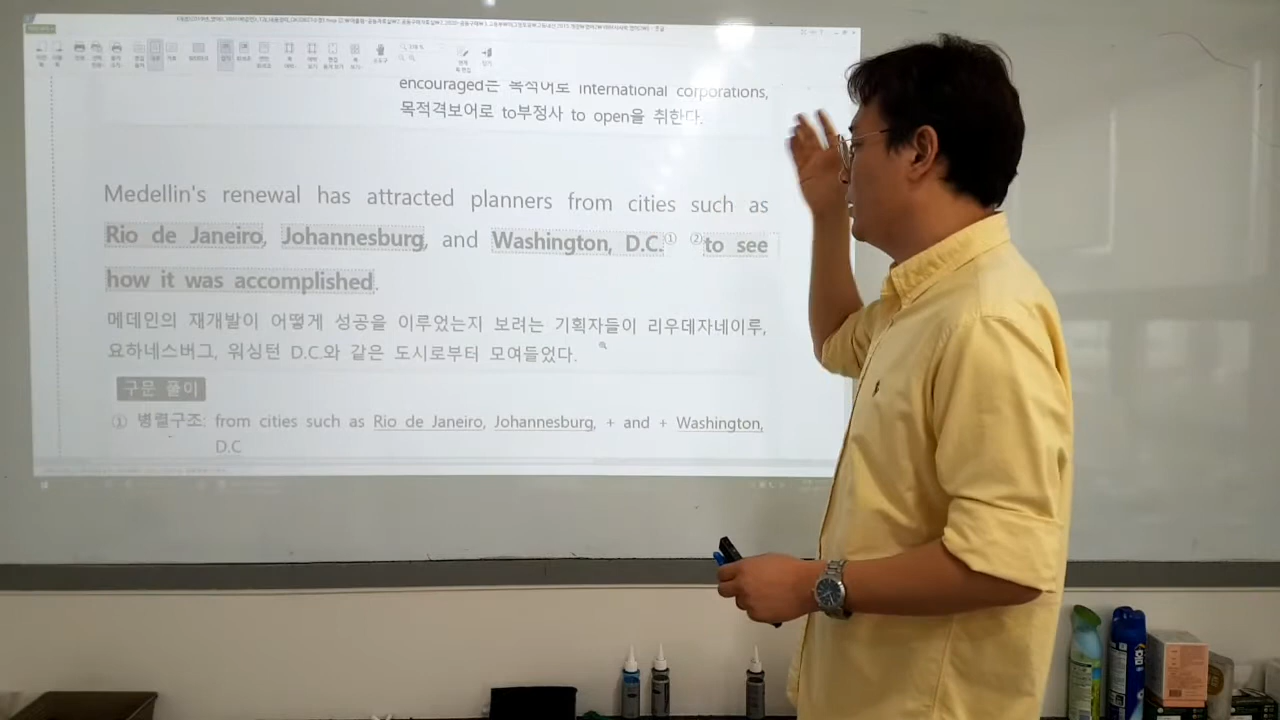 encouraged는 목적어로 international corporations,
목적격보어로 to부정사 to open을 취한다.
Medellin's renewal has attracted planners from cities such as
Rio de Janeiro, Johannesburg, and Washington, D.C.① ②to see
how it was accomplished.
메데인의 재개발이 어떻게 성공을 이루었는지 보려는 기획자들이 리우데자네이루,
요하네스버그, 워싱턴 D.C.와 같은 도시로부터 모여들었다.
구문 풀이
① 병렬구조: from cities such as Rio de Janeiro, Johannesburg, + and + Washington,
D.C